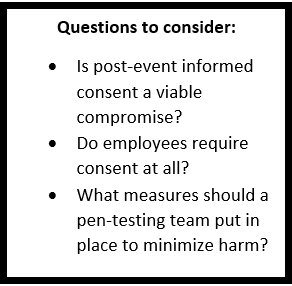 Questions to consider:
• Is post-event informed
consent a viable
compromise?
• Do employees require
consent at all?
• What measures should a
pen-testing team put in
place to minimize harm?